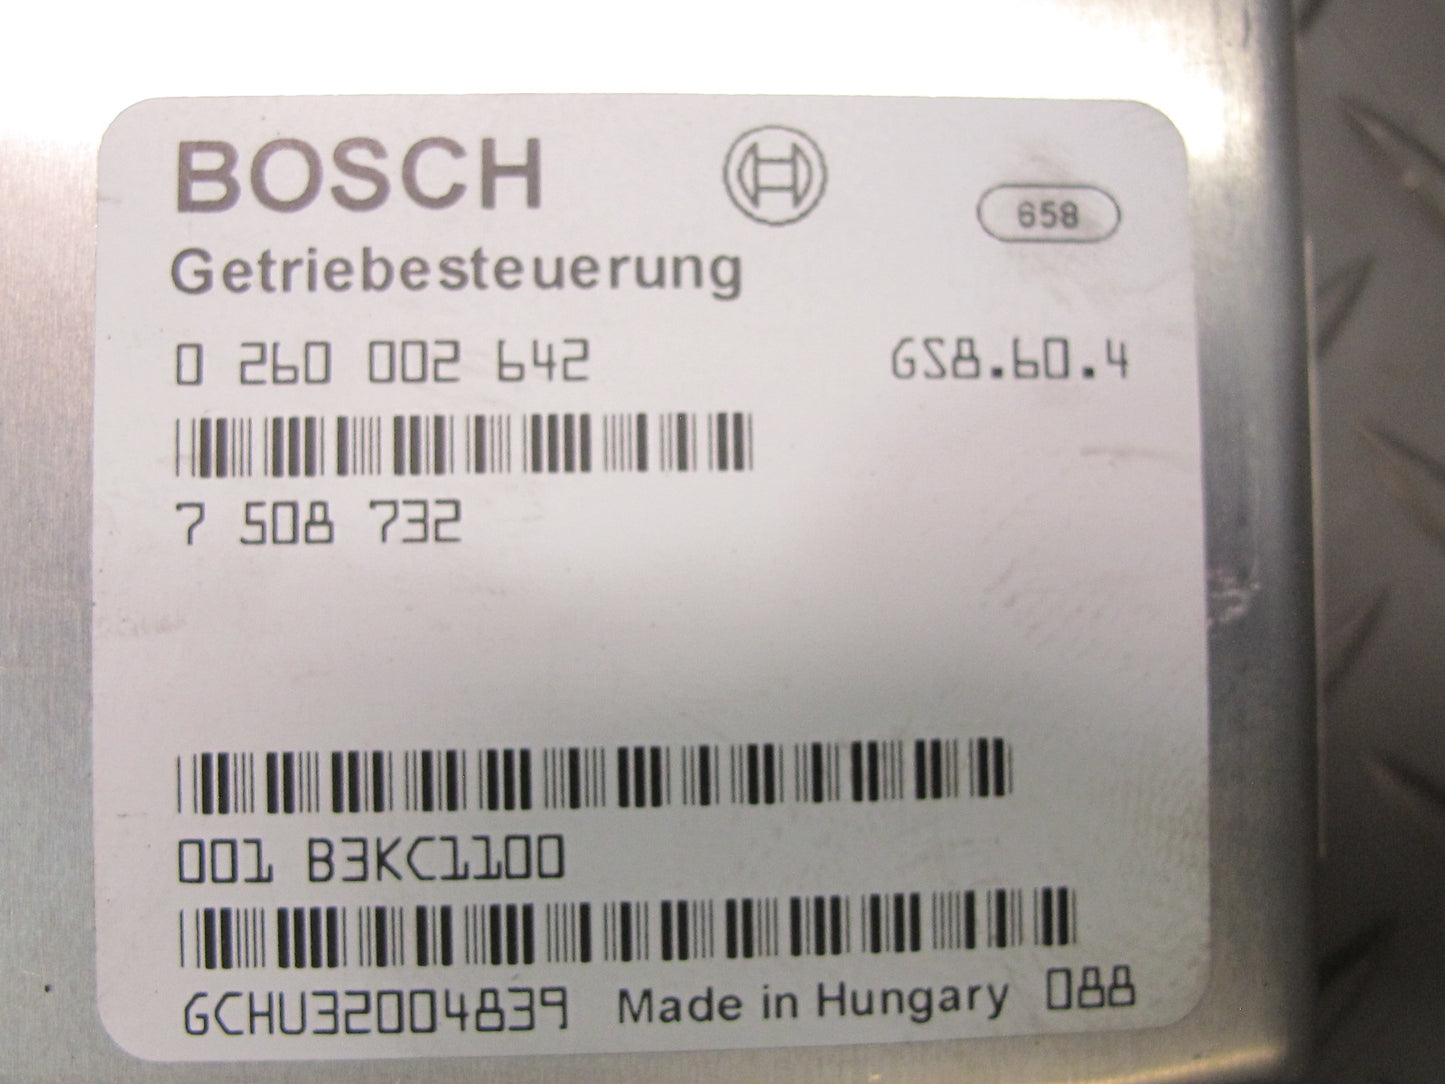 BOSCH
658
Getriebesteuerung
0 260 002 642 GS8.60.4
7 508 732
001 B3KC1100
GCHU32004839 Made in Hungary 088